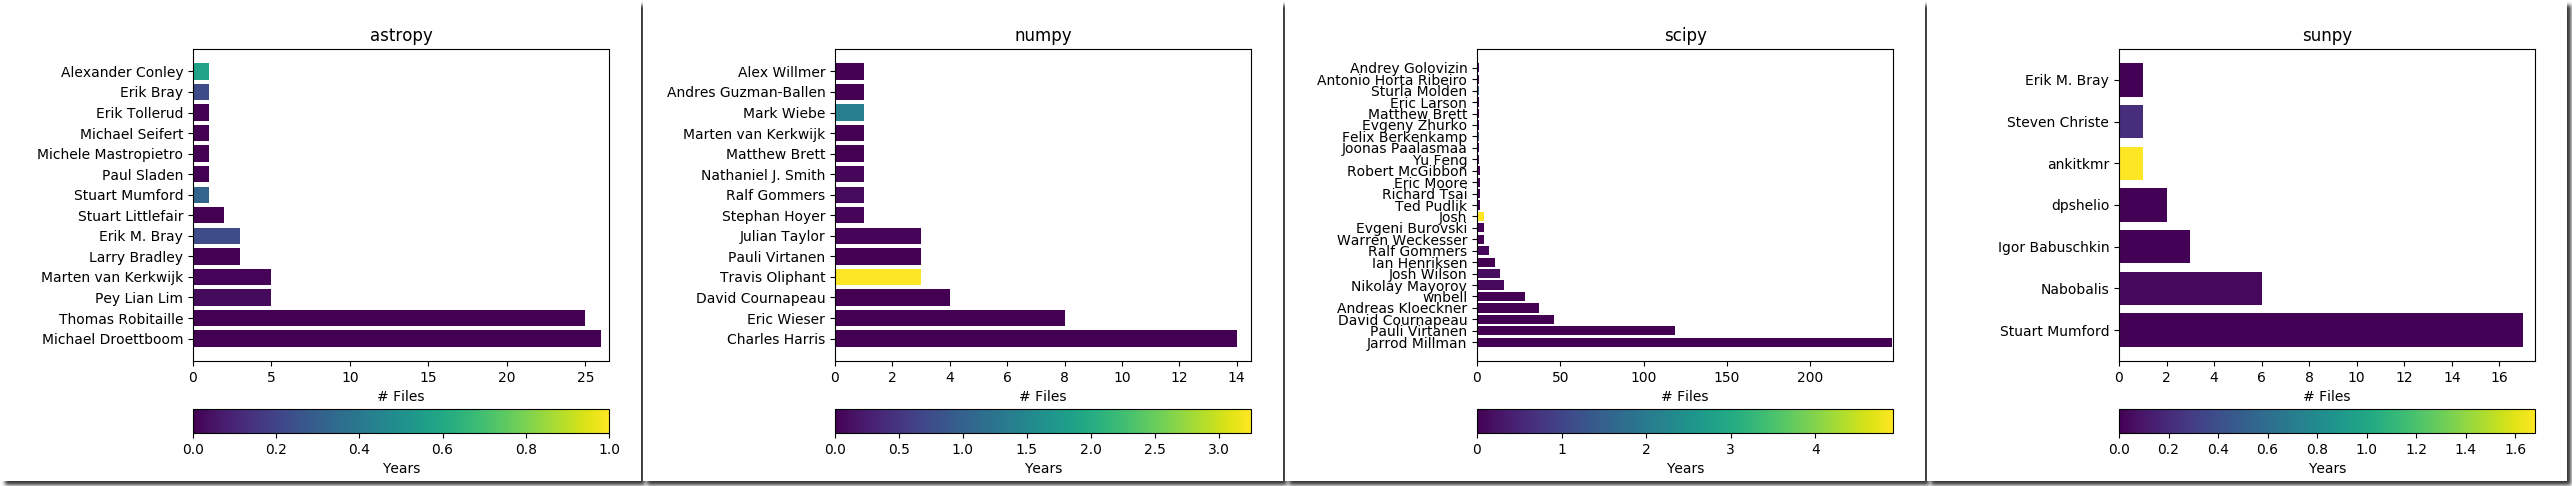 astropy
Alexander Conley
Erik Bray
Erik Tollerud
Michael Seifert
Michele Mastropietro
Paul Sladen
Stuart Mumford
Stuart Littlefair
Erik M. Bray
Larry Bradley
Marten van Kerkwijk
Pey Lian Lim
Thomas Robitaille
Michael Droettboom
0 5 10 15 20 25
# Files
0.0 0.2 0.4 0.6 0.8 1.0
Years
numpy
Alex Willmer
Andres Guzman-Ballen
Mark Wiebe
Marten van Kerkwijk
Matthew Brett
Nathaniel J. Smith
Ralf Gommers
Stephan Hoyer
Julian Taylor
Pauli Virtanen
Travis Oliphant
David Cournapeau
Eric Wieser
Charles Harris
0 2 4 6 8 10 12 14
# Files
0.0 0.5 1.0 1.5 2.0 2.5 3.0
Years
scipy
Andrey Golovizin
Antonio Horta Ribeiro
Sturla Molden
Eric Larson
Matthew Brett
Evgeny Zhurko
Felix Berkenkamp
Joonas Paalasmaa
Yu Feng
Robert McGibbon
Eric Moore
Richard Tsai
Ted Pudlik
Josh
Evgeni Burovski
Warren Weckesser
Ralf Gommers
Ian Henriksen
Josh Wilson
Nikolay Mayorov
wnbell
Andreas Kloeckner
David Cournapeau
Pauli Virtanen
Jarrod Millman
0 50 100 150 200
# Files
0 1 2 3 4
Years
sunpy
Erik M. Bray
Steven Christe
ankitkmr
dpshelio
Igor Babuschkin
Nabobalis
Stuart Mumford
0 2 4 6 8 10 12 14 16
# Files
0.0 0.2 0.4 0.6 0.8 1.0 1.2 1.4 1.6
Years